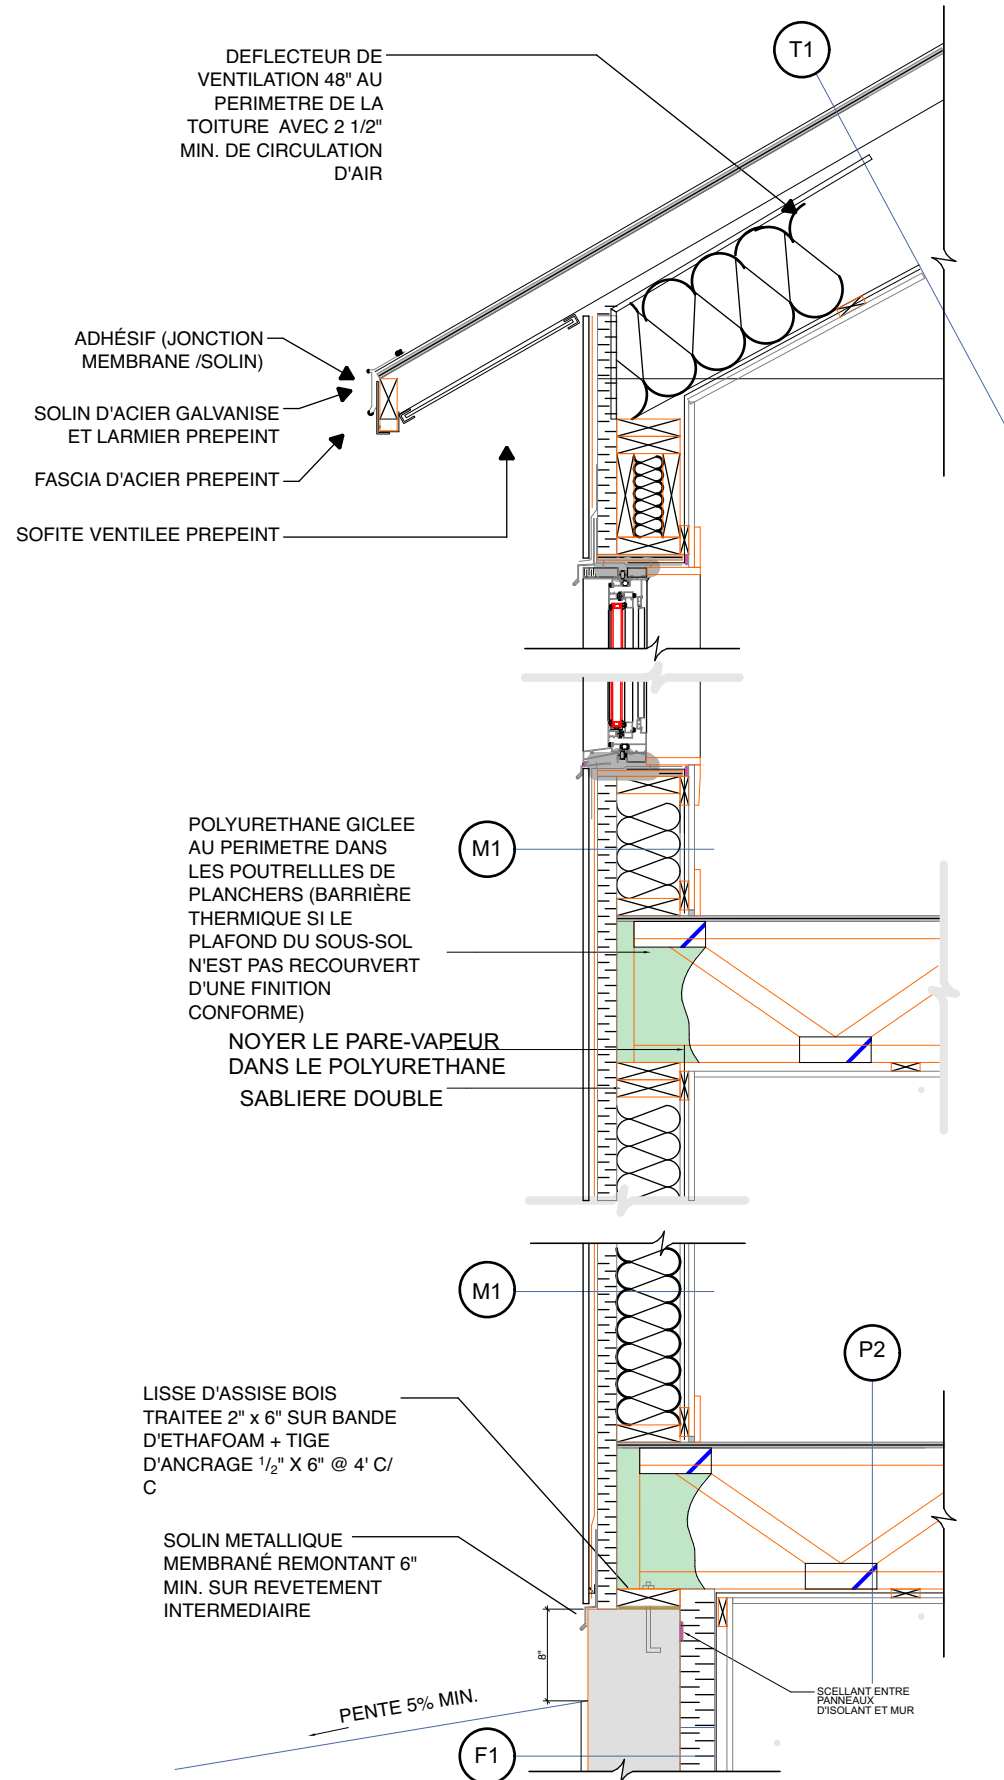 T1
DEFLECTEUR DE
VENTILATION 48" AU
PERIMETRE DE LA
TOITURE AVEC 2 1/2"
MIN. DE CIRCULATION
D'AIR
ADHÉSIF (JONCTION
MEMBRANE /SOLIN)
SOLIN D'ACIER GALVANISE
ET LARMIER PREPEINT
FASCIA D'ACIER PREPEINT
SOFITE VENTILEE PREPEINT
POLYURETHANE GICLEE
AU PERIMETRE DANS
LES POUTRELLLES DE
PLANCHERS (BARRIÈRE
THERMIQUE SI LE
PLAFOND DU SOUS-SOL
N'EST PAS RECOURVERT
D'UNE FINITION
CONFORME)
M1
NOYER LE PARE-VAPEUR
DANS LE POLYURETHANE
SABLIERE DOUBLE
M1
P2
LISSE D'ASSISE BOIS
TRAITEE 2" x 6" SUR BANDE
D'ETHAFOAM + TIGE
D'ANCRAGE 1/2" X 6" @ 4' C/
C
SOLIN METALLIQUE
MEMBRANÉ REMONTANT 6"
MIN. SUR REVETEMENT
INTERMEDIAIRE
8"
SCELLANT ENTRE
PANNEAUX
D'ISOLANT ET MUR
PENTE 5% MIN.
F1